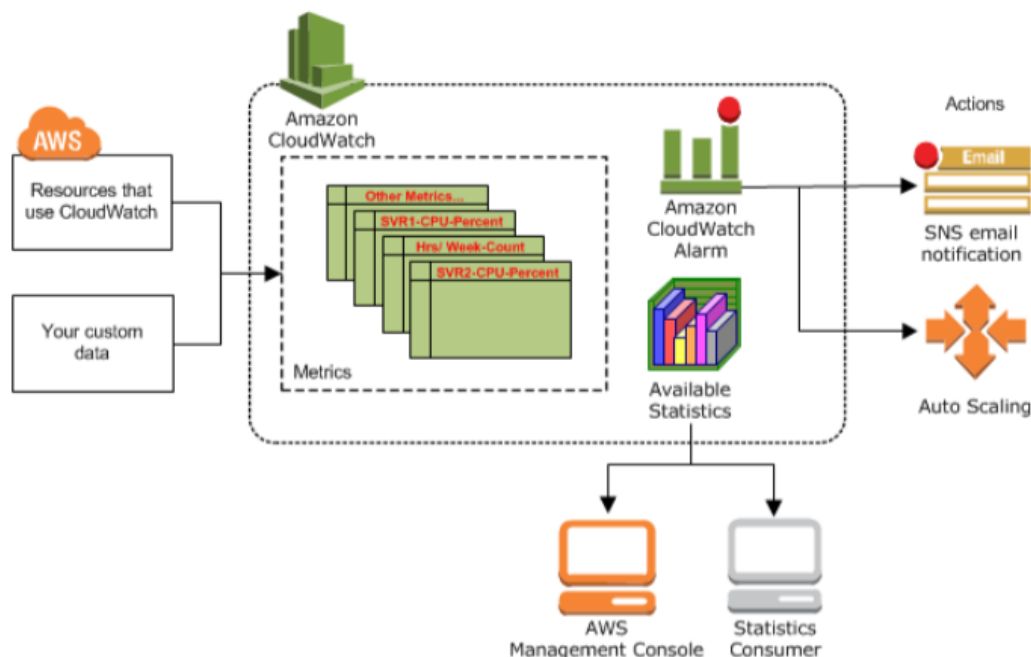 Amazon
CloudWatch
AWS
Resources that
use CloudWatch
Your custom
data
Other Metrics...
SVR1-CPU-Percent
Hrs/ Week-Count
SVR2-CPU-Percent
Metrics
Amazon
CloudWatch
Alarm
Available
Statistics
Actions
Email
SNS email
notification
Auto Scaling
AWS
Management Console
Statistics
Consumer